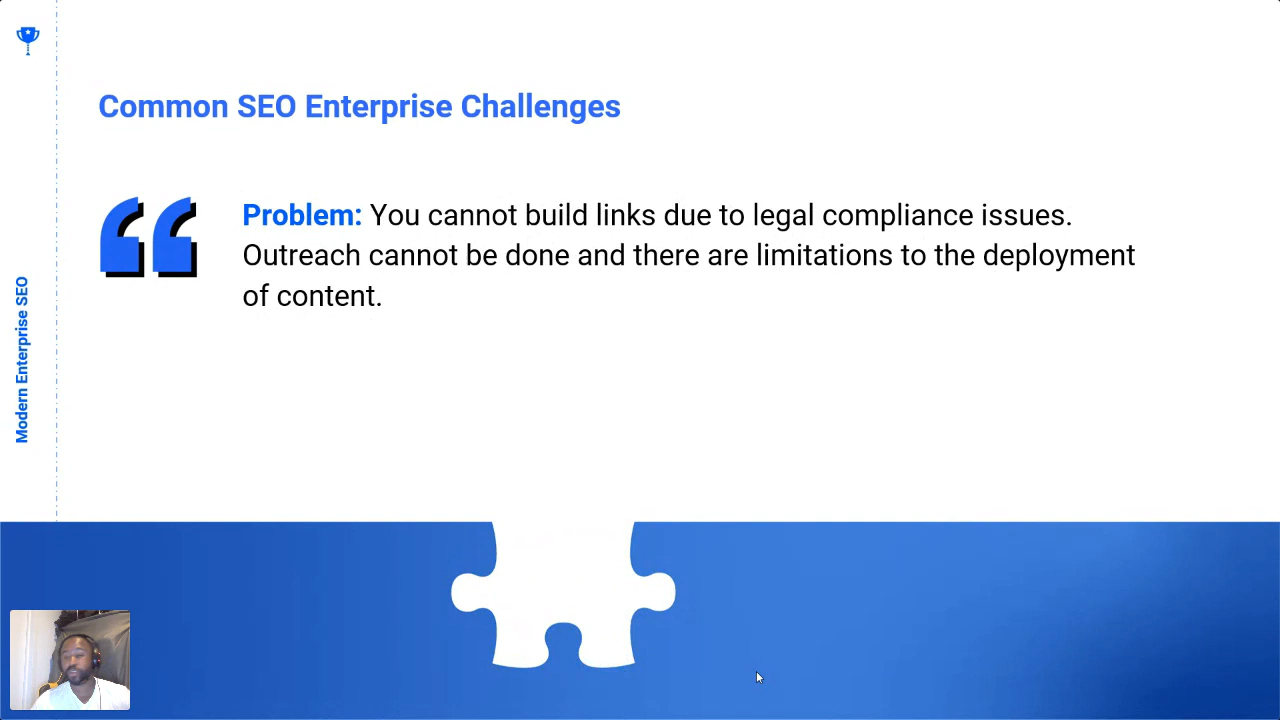 Common SEO Enterprise Challenges
Problem: You cannot build links due to legal compliance issues.
Outreach cannot be done and there are limitations to the deployment
of content.
Modern Enterprise SEO